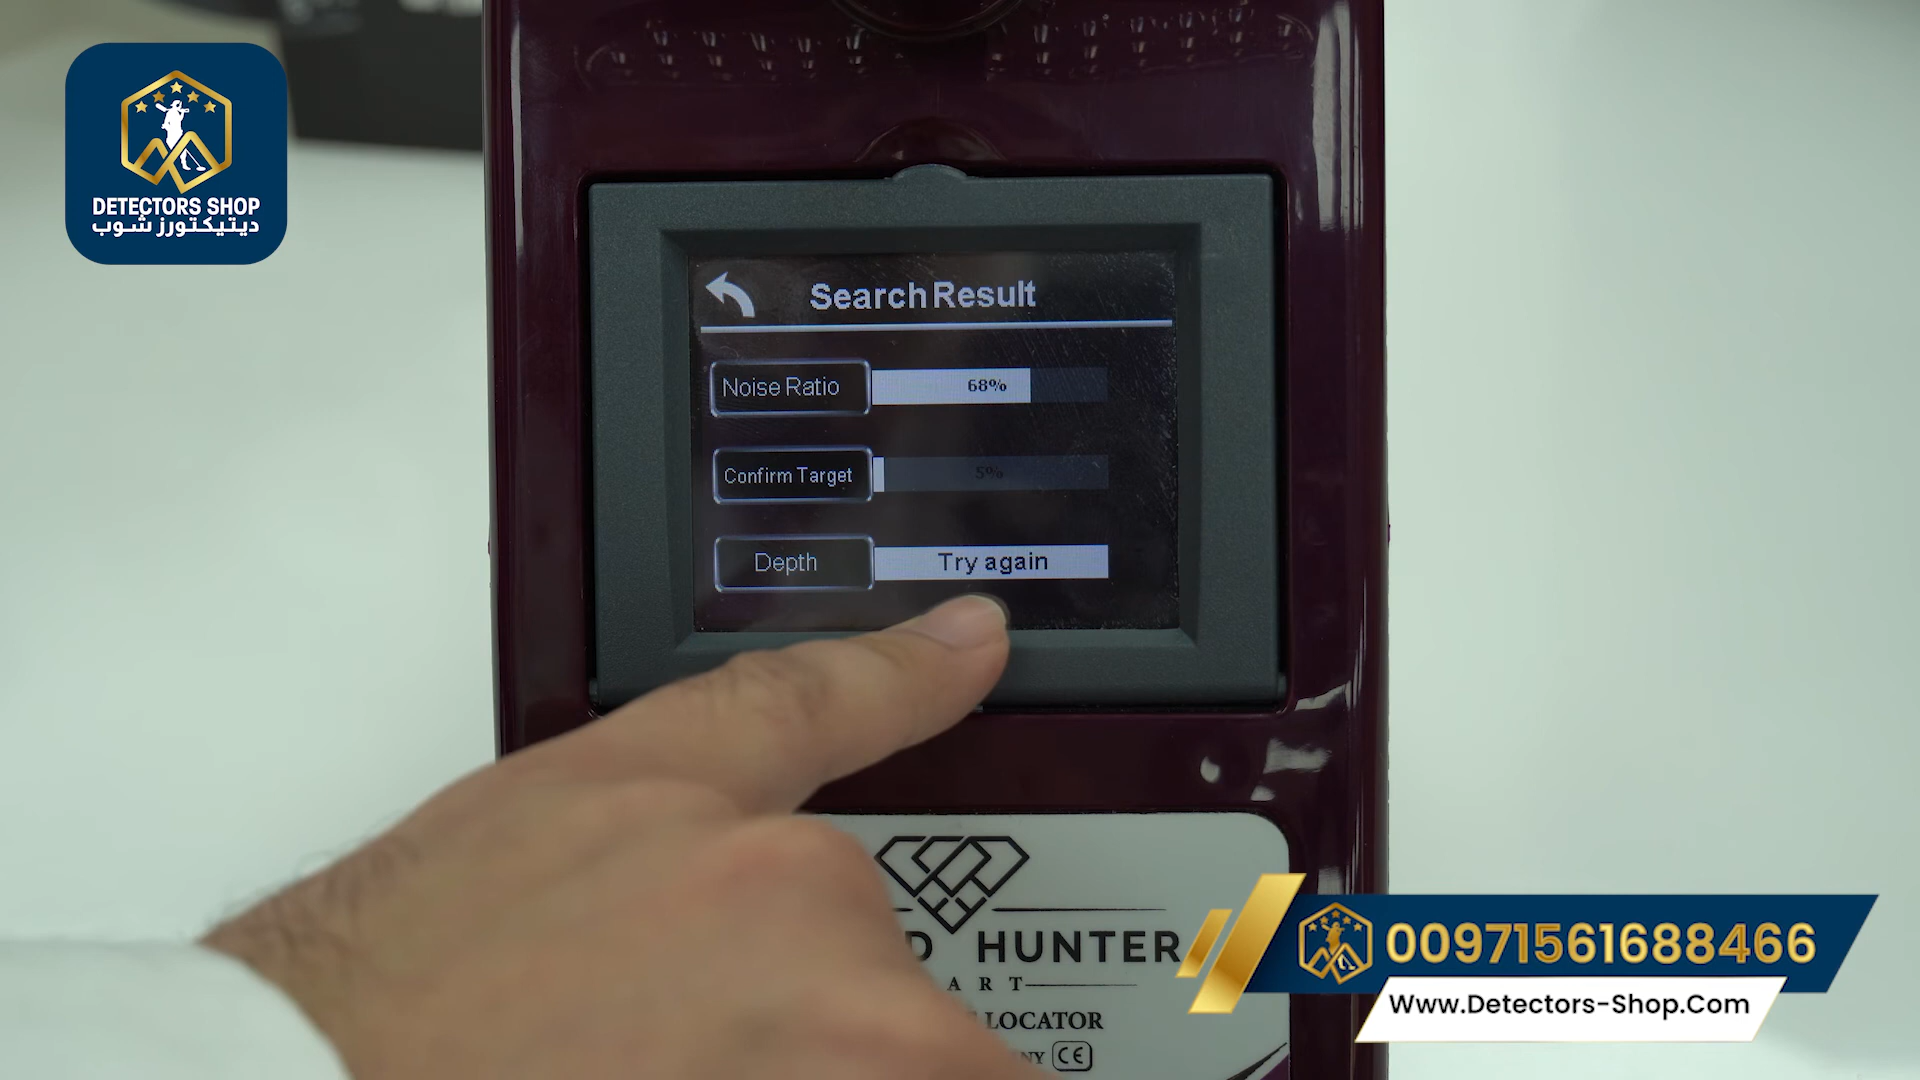 DETECTORS SHOP
ديتيكتورز شوب
Search Result
Noise Ratio 68%
Confirm Target 5%
Depth Try again
HUNTER
ART
LOCATOR
CE
00971561688466
Www.Detectors-Shop.Com